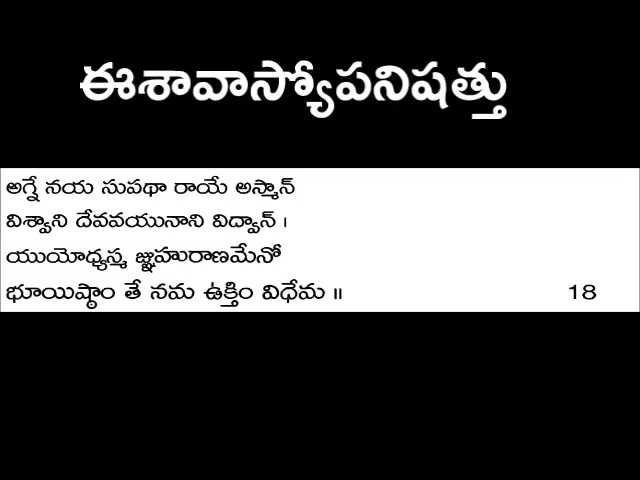 ఈశావాస్యోపనిషత్తు
అగ్నే నయ సుపథా రాయే అస్మాన్
విశ్వాని దేవవయునాని విద్వాన్ ।
యుయోధ్యస్మ జ్జుహురాణమేనో
భూయిష్ఠాం తే నమ ఉక్తిం విధేమ ॥ 18